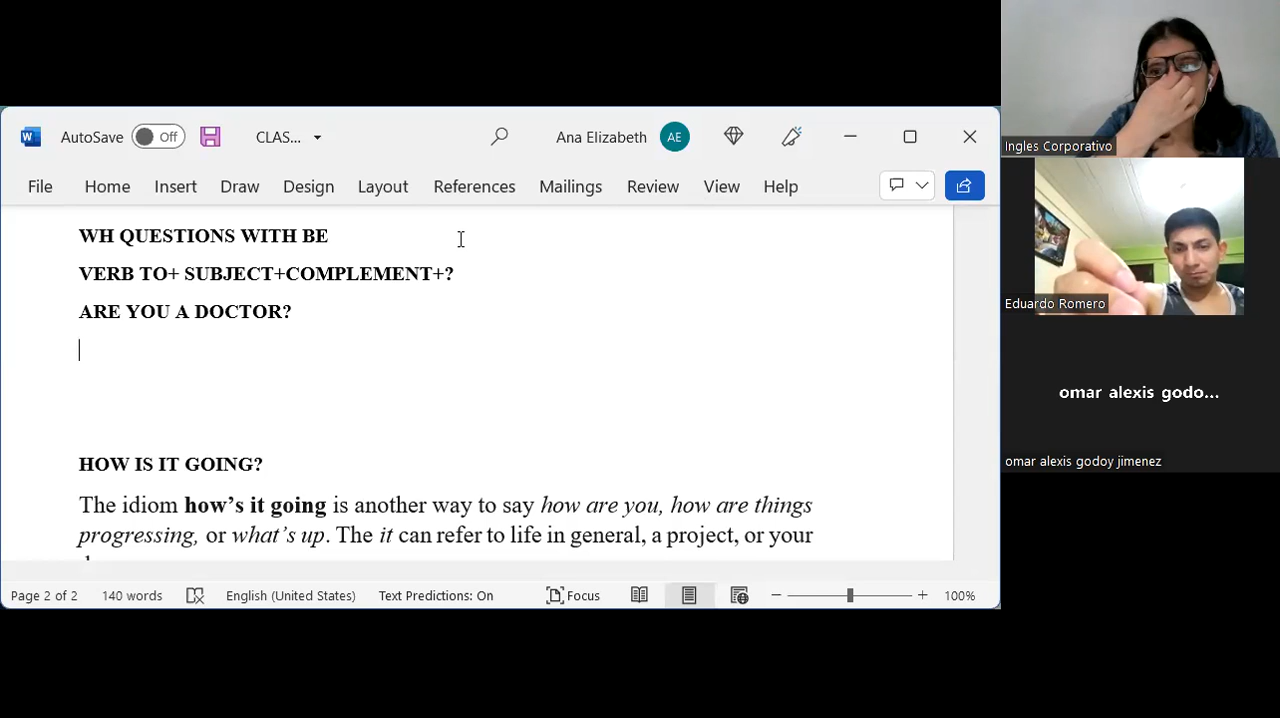 AutoSave Off CLAS... Ana Elizabeth AE
File Home Insert Draw Design Layout References Mailings Review View Help
WH QUESTIONS WITH BE
VERB TO+ SUBJECT+COMPLEMENT+?
ARE YOU A DOCTOR?
HOW IS IT GOING?
The idiom how's it going is another way to say how are you, how are things
progressing, or what's up. The it can refer to life in general, a project, or your
Page 2 of 2 140 words English (United States) Text Predictions: On Focus 100%
Ingles Corporativo
Eduardo Romero
omar alexis godo...
omar alexis godoy jimenez